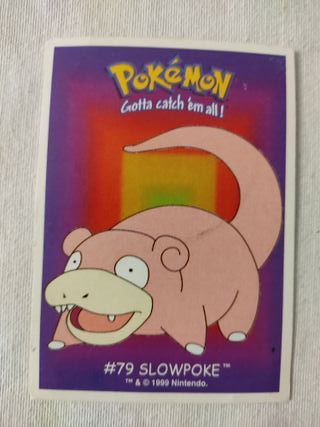 POKéMON
Gotta catch 'em all!
#79 SLOWPOKE™
™ & © 1999 Nintendo.